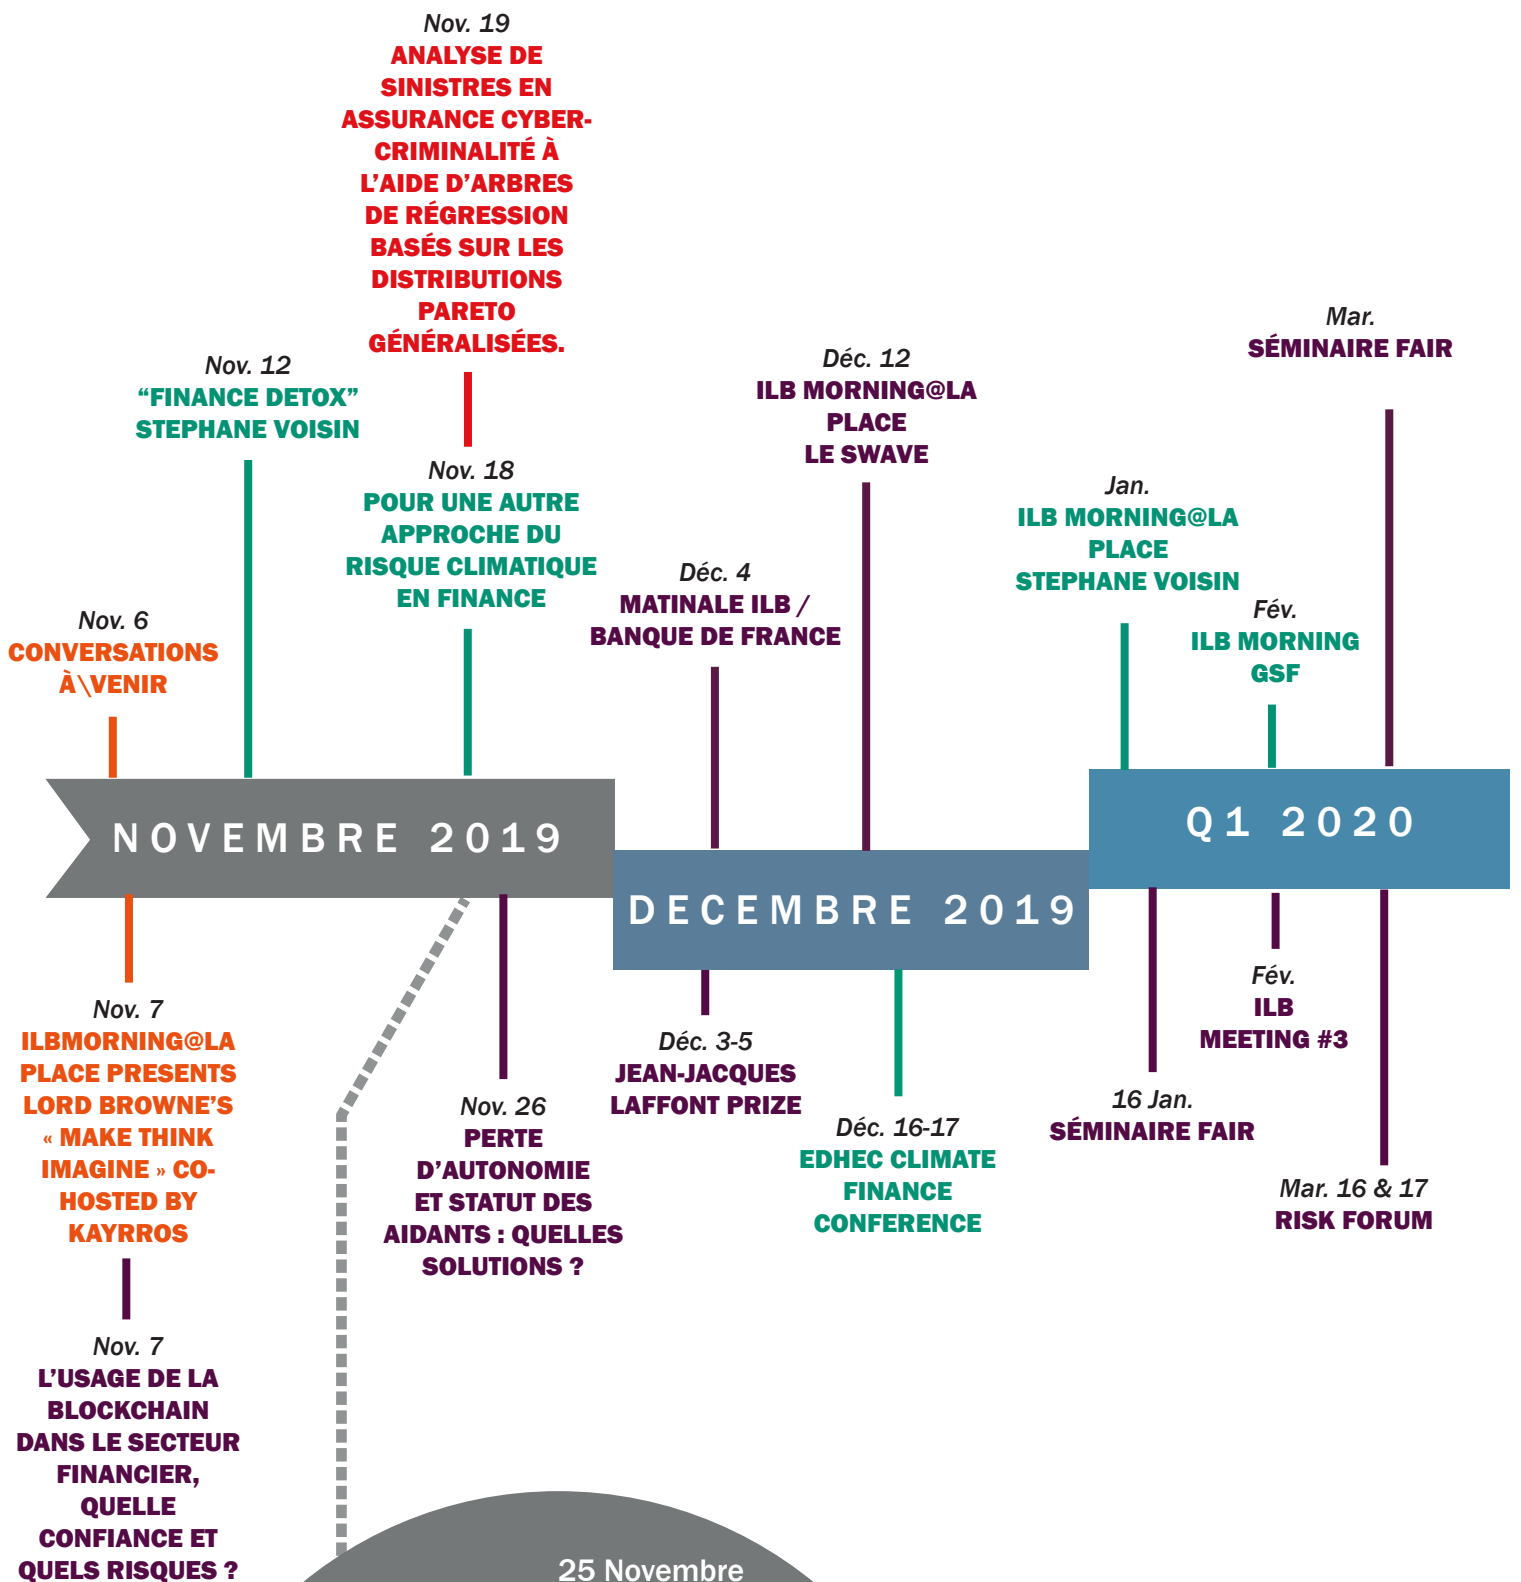 Nov. 19
ANALYSE DE
SINISTRES EN
ASSURANCE CYBER-
CRIMINALITÉ À
L’AIDE D’ARBRES
DE RÉGRESSION
BASÉS SUR LES
DISTRIBUTIONS
PARETO
GÉNÉRALISÉES.
Nov. 12
“FINANCE DETOX”
STEPHANE VOISIN
Nov. 18
POUR UNE AUTRE
APPROCHE DU
RISQUE CLIMATIQUE
EN FINANCE
Nov. 6
CONVERSATIONS
À\VENIR
Déc. 4
MATINALE ILB /
BANQUE DE FRANCE
Déc. 12
ILB MORNING@LA
PLACE
LE SWAVE
Jan.
ILB MORNING@LA
PLACE
STEPHANE VOISIN
Fév.
ILB MORNING
GSF
Mar.
SÉMINAIRE FAIR
NOVEMBRE 2019
DECEMBRE 2019
Q1 2020
Nov. 7
ILBMORNING@LA
PLACE PRESENTS
LORD BROWNE’S
« MAKE THINK
IMAGINE » CO-
HOSTED BY
KAYRROS
Nov. 7
L’USAGE DE LA
BLOCKCHAIN
DANS LE SECTEUR
FINANCIER,
QUELLE
CONFIANCE ET
QUELS RISQUES ?
Nov. 26
PERTE
D’AUTONOMIE
ET STATUT DES
AIDANTS : QUELLES
SOLUTIONS ?
Déc. 3-5
JEAN-JACQUES
LAFFONT PRIZE
Déc. 16-17
EDHEC CLIMATE
FINANCE
CONFERENCE
16 Jan.
SÉMINAIRE FAIR
Fév.
ILB
MEETING #3
Mar. 16 & 17
RISK FORUM
25 Novembre